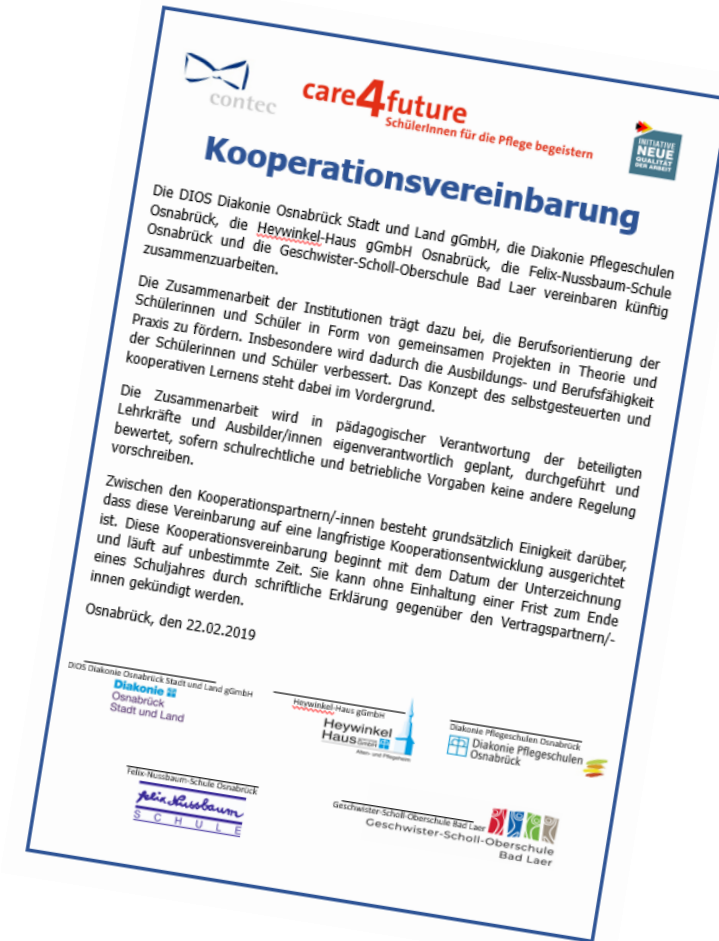 contec
care4future
SchülerInnen für die Pflege begeistern
INITIATIVE
NEUE
QUALITÄT
DER ARBEIT
Kooperationsvereinbarung
Die DIOS Diakonie Osnabrück Stadt und Land gGmbH, die Diakonie Pflegeschulen
Osnabrück, die Heywinkel-Haus gGmbH Osnabrück, die Felix-Nussbaum-Schule
Osnabrück und die Geschwister-Scholl-Oberschule Bad Laer vereinbaren künftig
zusammenzuarbeiten.
Die Zusammenarbeit der Institutionen trägt dazu bei, die Berufsorientierung der
Schülerinnen und Schüler in Form von gemeinsamen Projekten in Theorie und
Praxis zu fördern. Insbesondere wird dadurch die Ausbildungs- und Berufsfähigkeit
der Schülerinnen und Schüler verbessert. Das Konzept des selbstgesteuerten und
kooperativen Lernens steht dabei im Vordergrund.
Die Zusammenarbeit wird in pädagogischer Verantwortung der beteiligten
Lehrkräfte und Ausbilder/innen eigenverantwortlich geplant, durchgeführt und
bewertet, sofern schulrechtliche und betriebliche Vorgaben keine andere Regelung
vorschreiben.
Zwischen den Kooperationspartnern/-innen besteht grundsätzlich Einigkeit darüber,
dass diese Vereinbarung auf eine langfristige Kooperationsentwicklung ausgerichtet
ist. Diese Kooperationsvereinbarung beginnt mit dem Datum der Unterzeichnung
und läuft auf unbestimmte Zeit. Sie kann ohne Einhaltung einer Frist zum Ende
eines Schuljahres durch schriftliche Erklärung gegenüber den Vertragspartnern/-
innen gekündigt werden.
Osnabrück, den 22.02.2019
DIOS Diakonie Osnabrück Stadt und Land gGmbH
Diakonie
Osnabrück
Stadt und Land
Heywinkel-Haus gGmbH
Heywinkel
Haus
Alten- und Pflegeheim
Diakonie Pflegeschulen Osnabrück
Diakonie Pflegeschulen
Osnabrück
Felix-Nussbaum-Schule Osnabrück
felix Nussbaum
SCHULE
Geschwister-Scholl-Oberschule Bad Laer
Geschwister-Scholl-Oberschule
Bad Laer